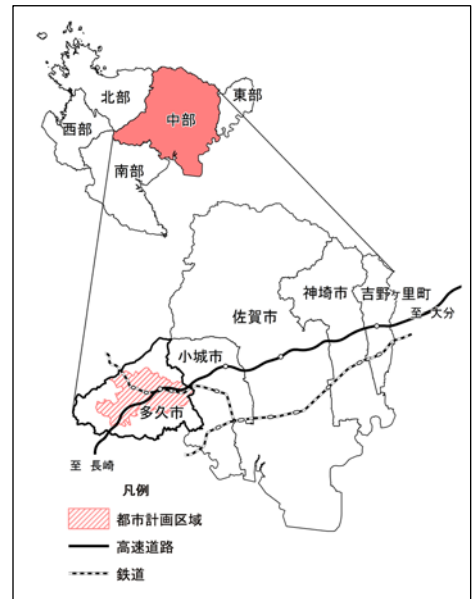 北部
東部
中部
西部
南部
神埼市
吉野ヶ里町
至 大分
佐賀市
小城市
多久市
至 長崎
凡例
都市計画区域
高速道路
鉄道